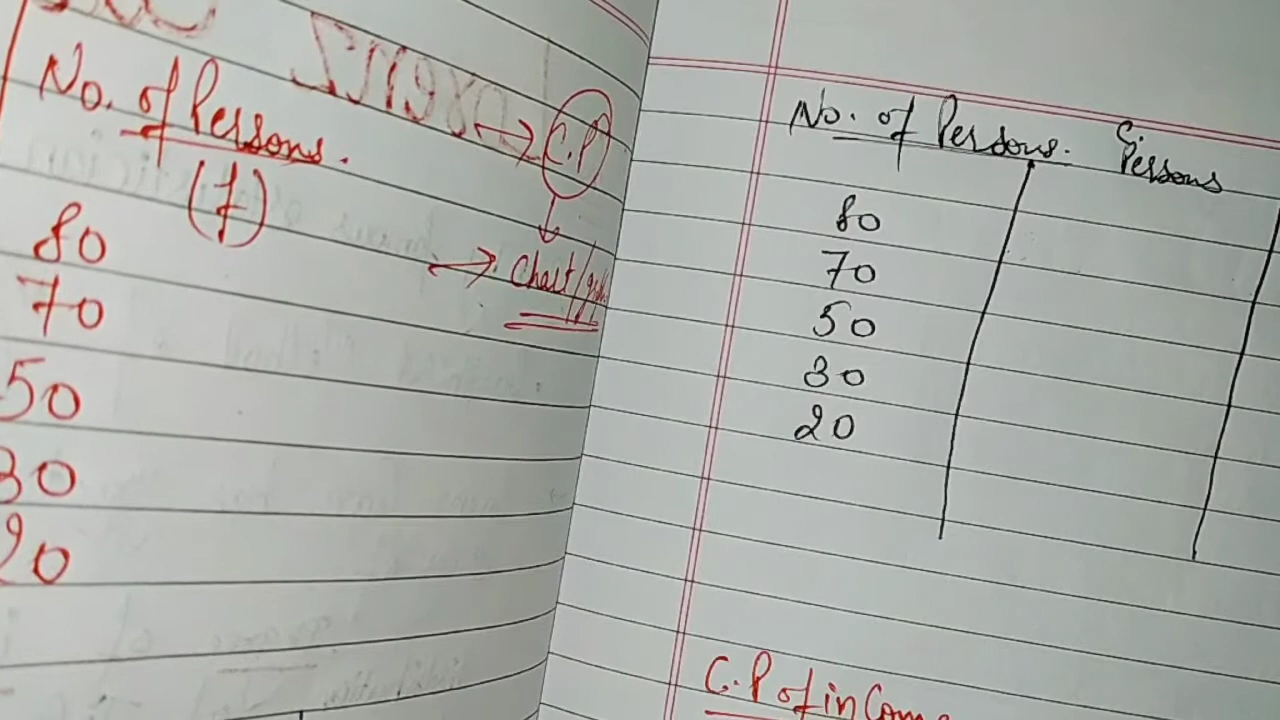 No. of Persons.
(f)
80
70
50
30
20
→ C.P
→ Chart/
No. of Persons. C. Persons
80
70
50
30
20
C.P of inCome